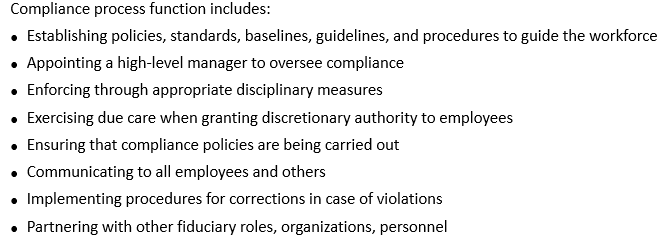 Compliance process function includes:
• Establishing policies, standards, baselines, guidelines, and procedures to guide the workforce
• Appointing a high-level manager to oversee compliance
• Enforcing through appropriate disciplinary measures
• Exercising due care when granting discretionary authority to employees
• Ensuring that compliance policies are being carried out
• Communicating to all employees and others
• Implementing procedures for corrections in case of violations
• Partnering with other fiduciary roles, organizations, personnel